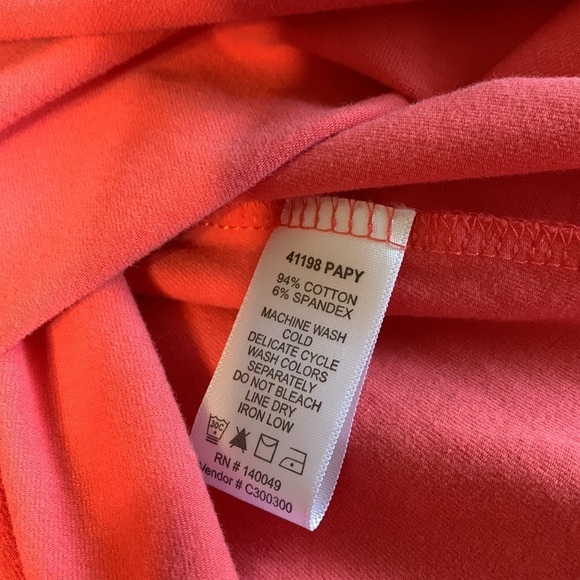 41198 PAPY
94% COTTON
6% SPANDEX
MACHINE WASH
COLD
DELICATE CYCLE
WASH COLORS
SEPARATELY
DO NOT BLEACH
LINE DRY
IRON LOW
30C
RN # 140049
Vendor # C300300